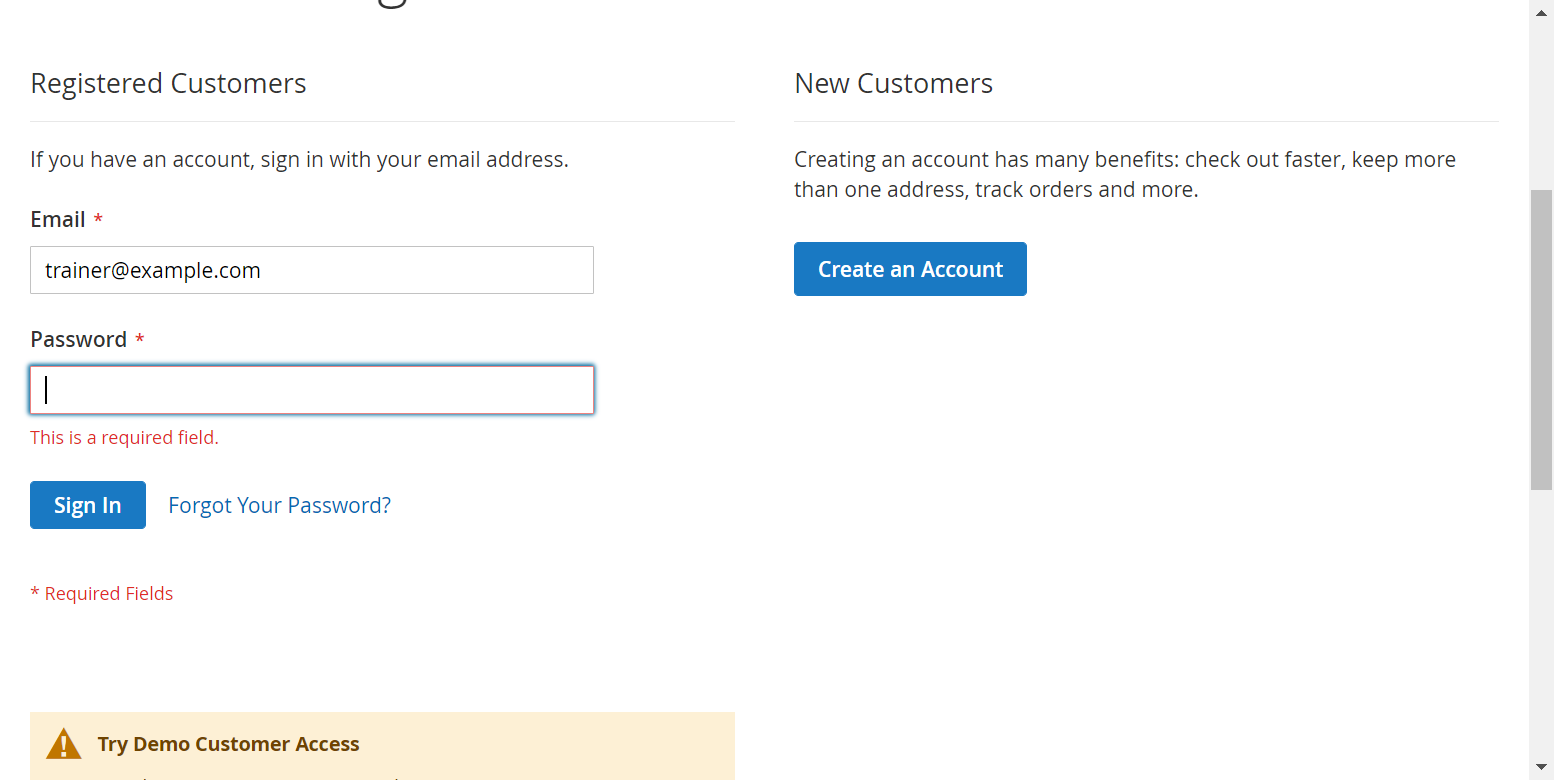 Registered Customers
If you have an account, sign in with your email address.
Email *
trainer@example.com
Password *
This is a required field.
Sign In
Forgot Your Password?
* Required Fields
Try Demo Customer Access
New Customers
Creating an account has many benefits: check out faster, keep more
than one address, track orders and more.
Create an Account